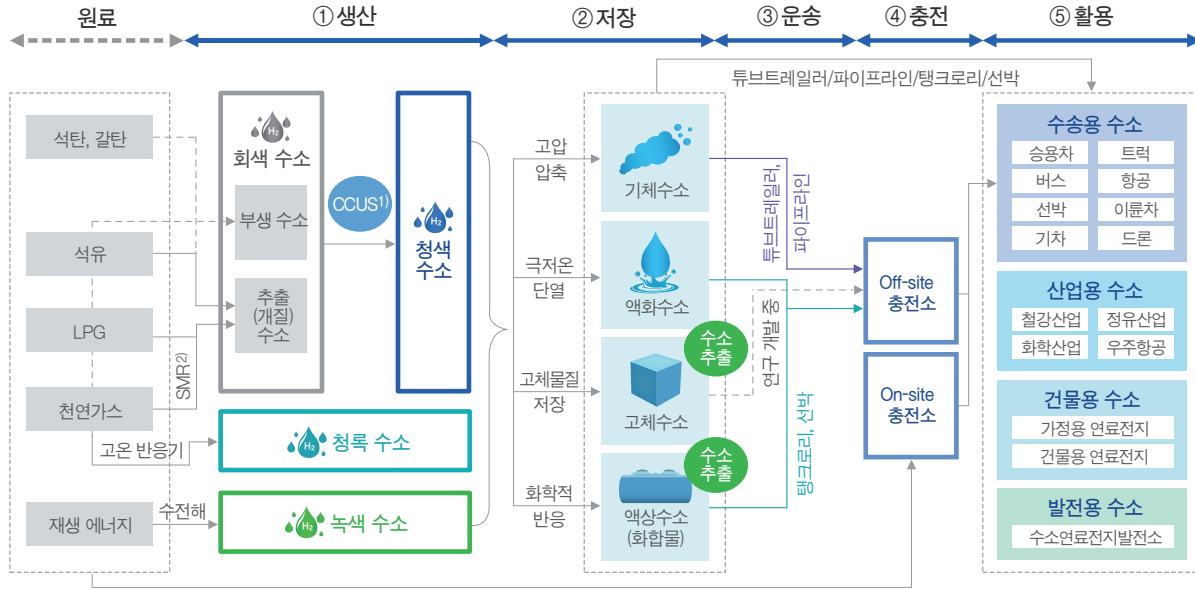 원료
① 생산
② 저장
③ 운송
④ 충전
⑤ 활용
튜브트레일러/파이프라인/탱크로리/선박
석탄, 갈탄
석유
LPG
천연가스
재생 에너지
SMR2)
고온 반응기
수전해
H2
회색 수소
부생 수소
추출
(개질)
수소
CCUS1)
H2
청색
수소
H2
청록 수소
H2
녹색 수소
고압
압축
극저온
단열
고체물질
저장
화학적
반응
기체수소
액화수소
수소
추출
고체수소
수소
추출
액상수소
(화합물)
튜브트레일러,
파이프라인
연구 개발 중
탱크로리, 선박
Off-site
충전소
On-site
충전소
수송용 수소
승용차
트럭
버스
항공
선박
이륜차
기차
드론
산업용 수소
철강산업
정유산업
화학산업
우주항공
건물용 수소
가정용 연료전지
건물용 연료전지
발전용 수소
수소연료전지발전소